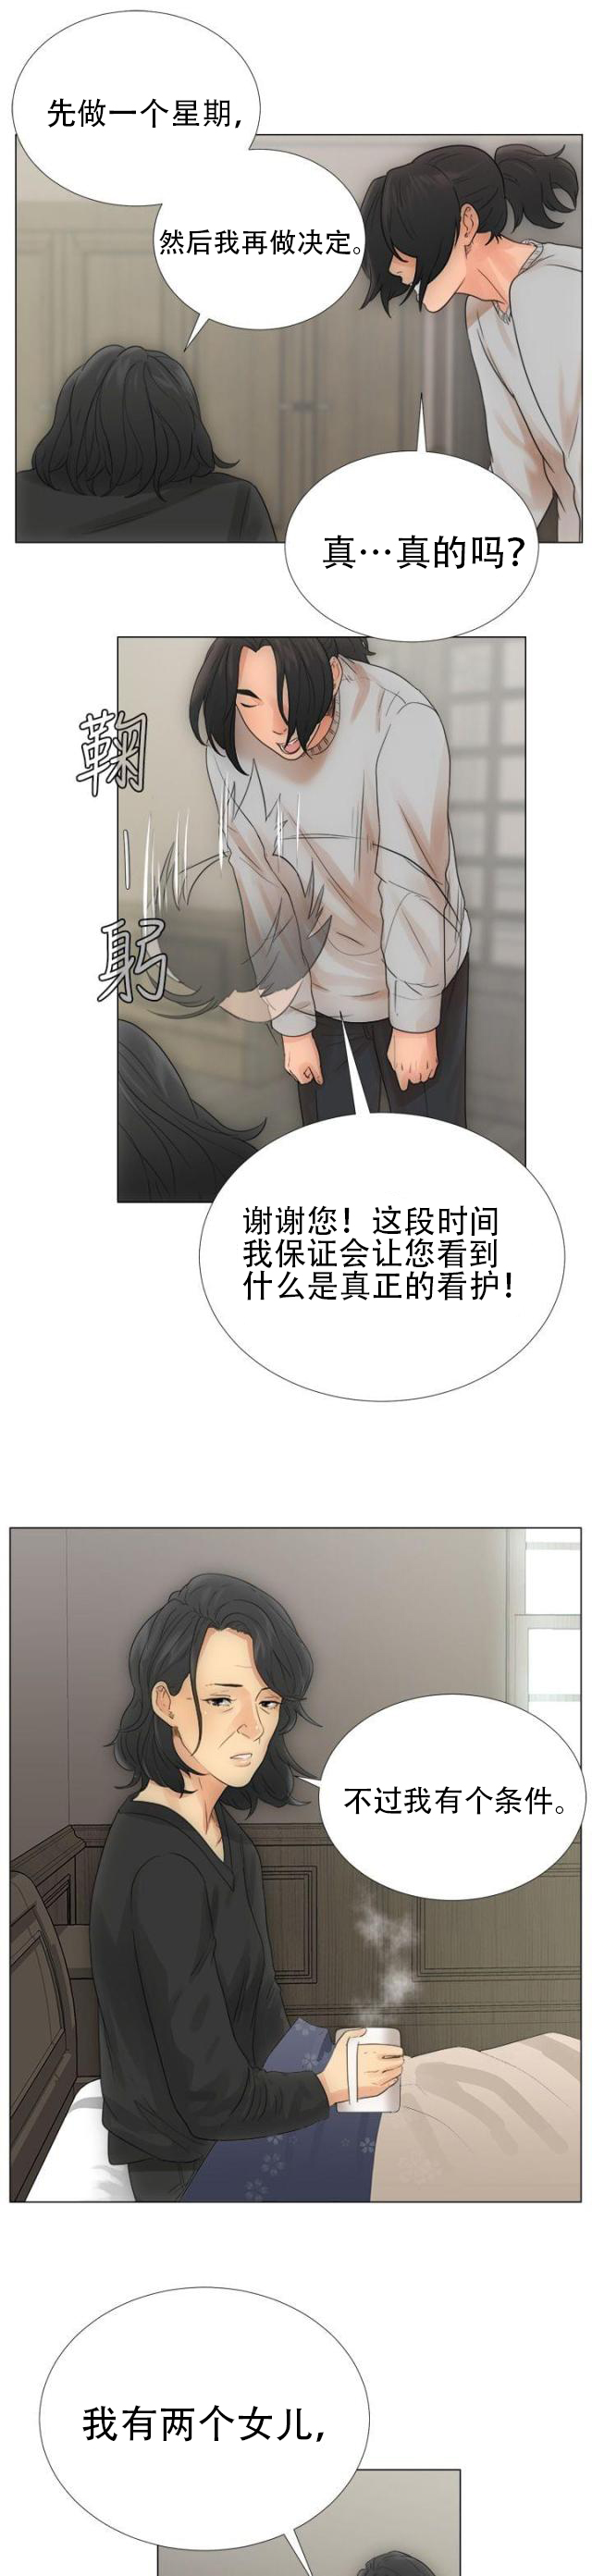 先做一个星期,
然后我再做决定。
真…真的吗?
鞠
躬
谢谢您!这段时间
我保证会让您看到
什么是真正的看护!
不过我有个条件。
我有两个女儿,